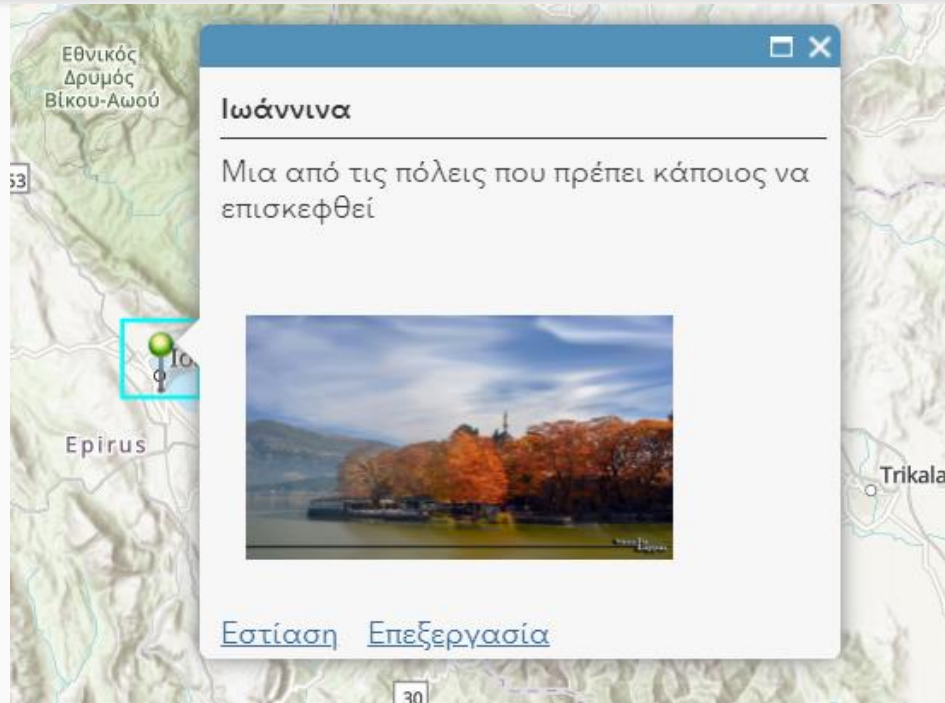 Εθνικός
Δρυμός
Βίκου-Αωού
53
Ιωάννινα
Μια από τις πόλεις που πρέπει κάποιος να
επισκεφθεί
Epirus
Trikala
Εστίαση Επεξεργασία
30